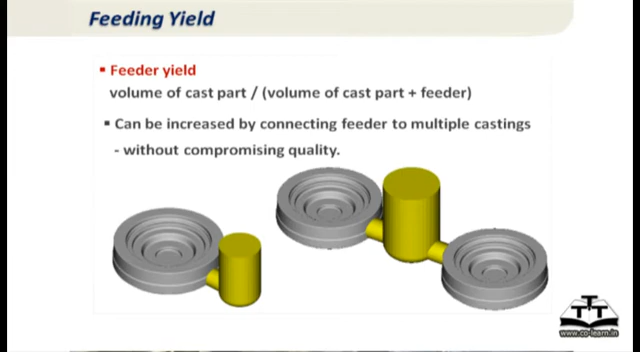 Feeding Yield
▪ Feeder yield
volume of cast part / (volume of cast part + feeder)
▪ Can be increased by connecting feeder to multiple castings
- without compromising quality.
TTT
www.co-learn.in